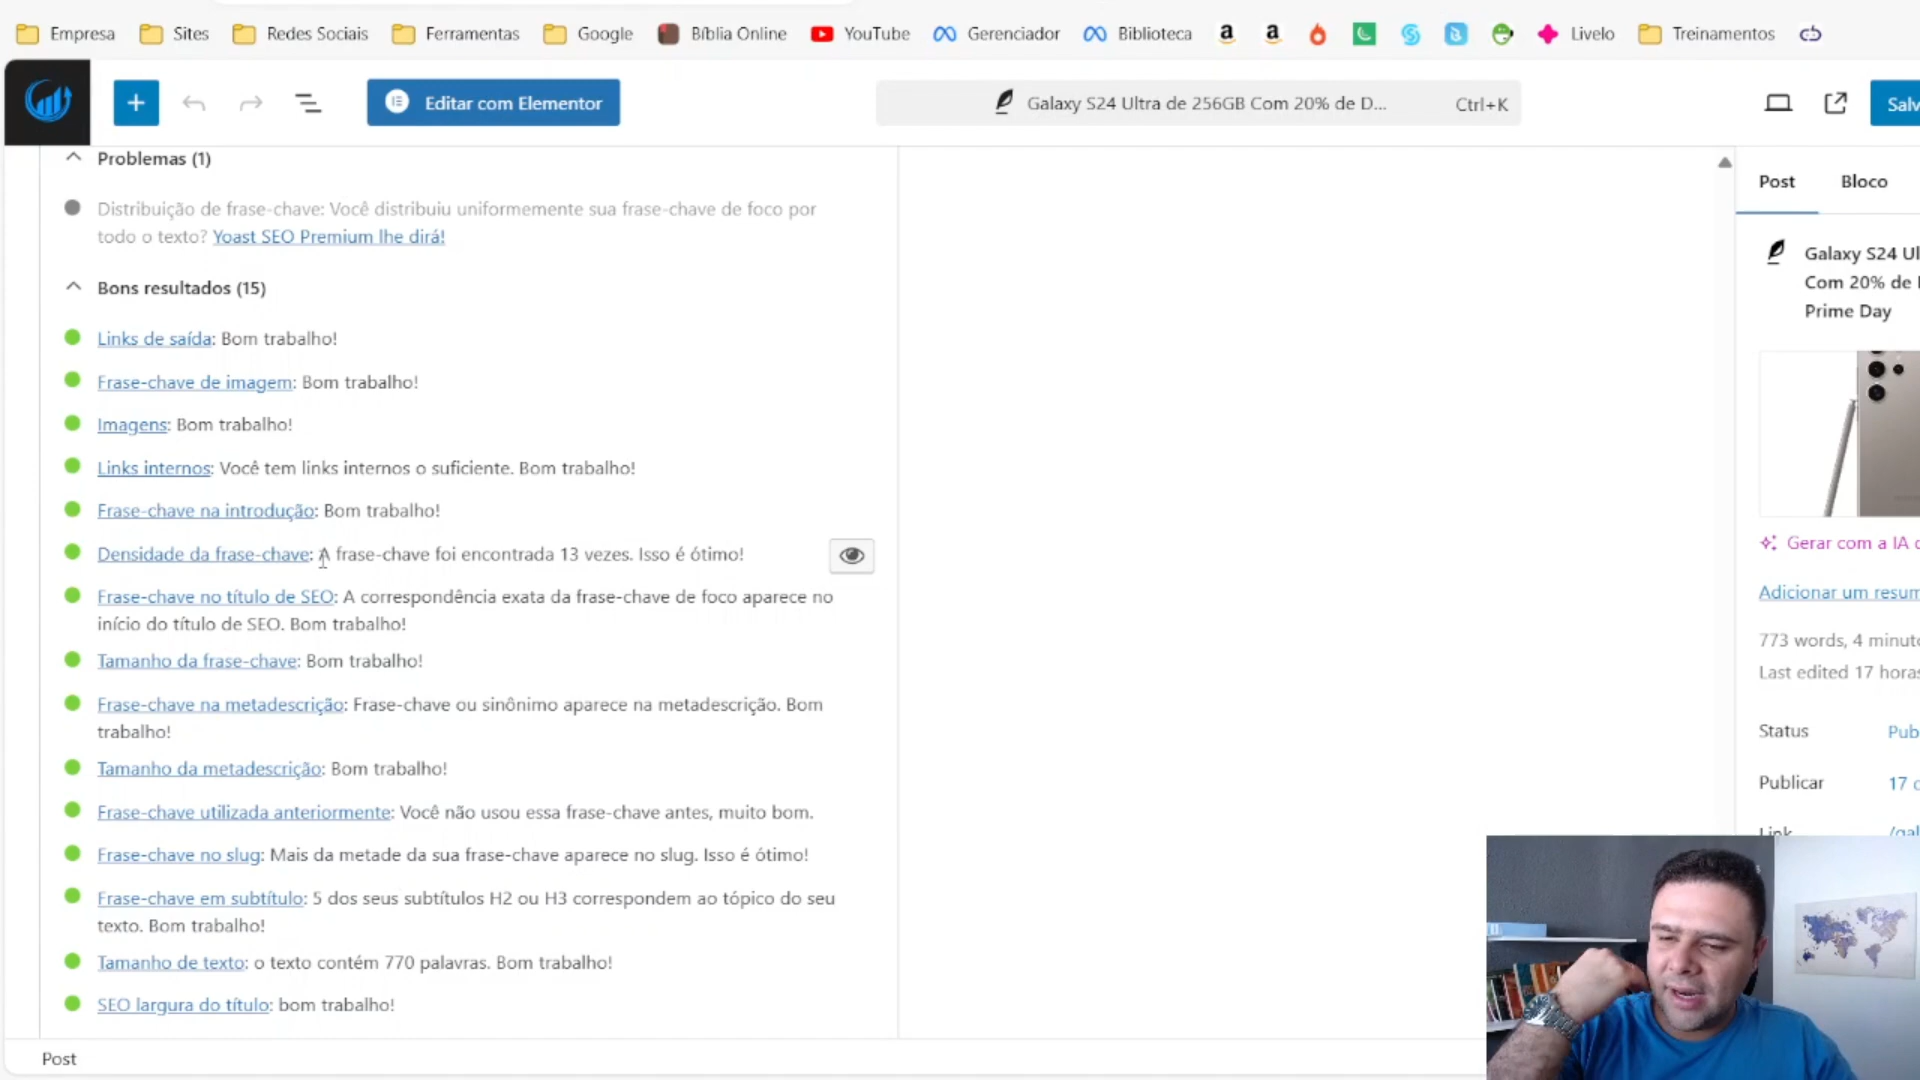 Empresa
Sites
Redes Sociais
Ferramentas
Google
Bíblia Online
YouTube
Gerenciador
Biblioteca
Livelo
Treinamentos
Editar com Elementor
Galaxy S24 Ultra de 256GB Com 20% de D...
Ctrl+K
Salv
Problemas (1)
Distribuição de frase-chave: Você distribuiu uniformemente sua frase-chave de foco por
todo o texto? Yoast SEO Premium lhe dirá!
Bons resultados (15)
Links de saída: Bom trabalho!
Frase-chave de imagem: Bom trabalho!
Imagens: Bom trabalho!
Links internos: Você tem links internos o suficiente. Bom trabalho!
Frase-chave na introdução: Bom trabalho!
Densidade da frase-chave: A frase-chave foi encontrada 13 vezes. Isso é ótimo!
Frase-chave no título de SEO: A correspondência exata da frase-chave de foco aparece no
início do título de SEO. Bom trabalho!
Tamanho da frase-chave: Bom trabalho!
Frase-chave na metadescrição: Frase-chave ou sinônimo aparece na metadescrição. Bom
trabalho!
Tamanho da metadescrição: Bom trabalho!
Frase-chave utilizada anteriormente: Você não usou essa frase-chave antes, muito bom.
Frase-chave no slug: Mais da metade da sua frase-chave aparece no slug. Isso é ótimo!
Frase-chave em subtítulo: 5 dos seus subtítulos H2 ou H3 correspondem ao tópico do seu
texto. Bom trabalho!
Tamanho de texto: o texto contém 770 palavras. Bom trabalho!
SEO largura do título: bom trabalho!
Post
Post
Bloco
Galaxy S24 Ul
Com 20% de
Prime Day
Gerar com a IA
Adicionar um resum
773 words, 4 minut
Last edited 17 horas
Status
Pub
Publicar
17
Link
/gal